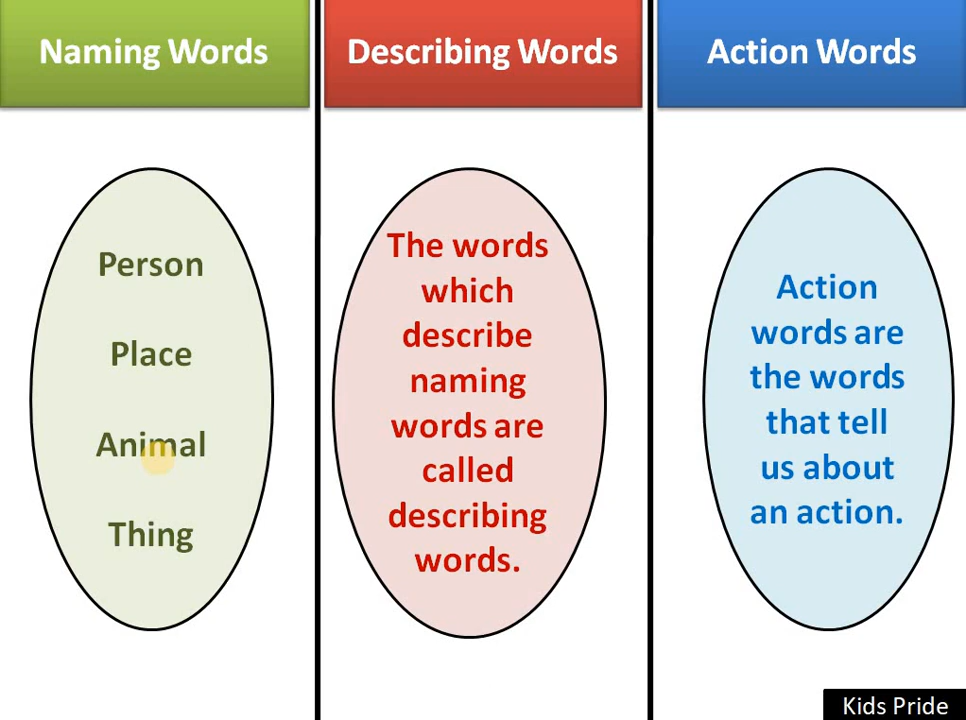 Naming Words
Describing Words
Action Words
Person
Place
Animal
Thing
The words
which
describe
naming
words are
called
describing
words.
Action
words are
the words
that tell
us about
an action.
Kids Pride